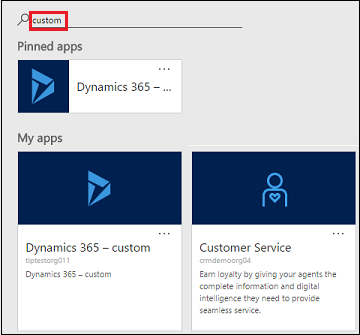 custom
Pinned apps
Dynamics 365 – ...
My apps
Dynamics 365 – custom
tiptestorg011
Dynamics 365 – custom
Customer Service
crmdemoorg04
Earn loyalty by giving your agents the
complete information and digital
intelligence they need to provide
seamless service.